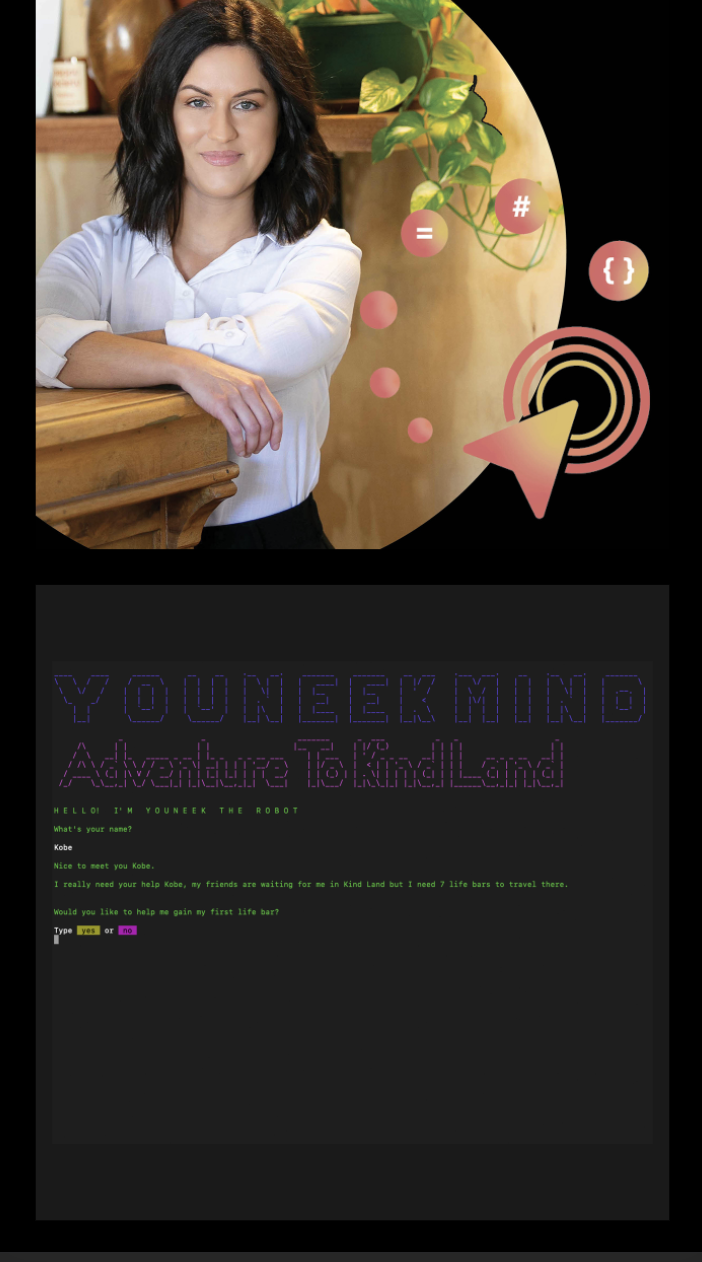 =
#
{ }
YOUNEEK MIND
Adventure To Kind Land
HELLO! I'M YOUNEEK THE ROBOT
What's your name?
Kobe
Nice to meet you Kobe.
I really need your help Kobe, my friends are waiting for me in Kind Land but I need 7 life bars to travel there.
Would you like to help me gain my first life bar?
Type yes or no